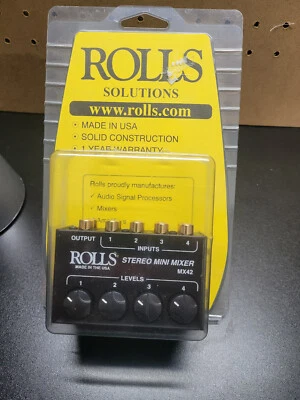 ROLLS
SOLUTIONS
www.rolls.com
• MADE IN USA
• SOLID CONSTRUCTION
• 1 YEAR WARRANTY
Rolls proudly manufactures:
✓ Audio Signal Processors
✓ Mixers
OUTPUT 1 2 3 4
INPUTS
ROLLS STEREO MINI MIXER
MADE IN THE USA MX42
LEVELS
1 2 3 4